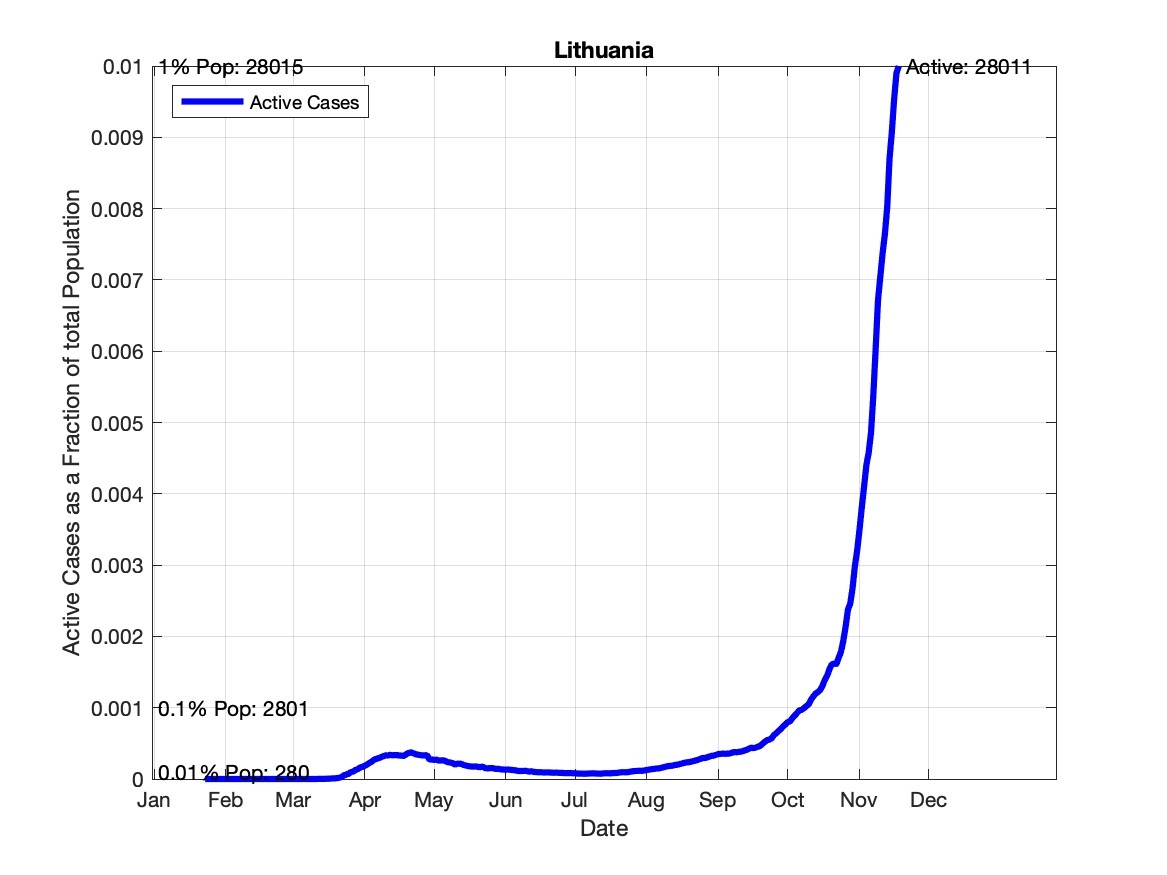 Lithuania
0.01
1% Pop: 28015
Active: 28011
Active Cases
0.009
0.008
0.007
0.006
0.005
0.004
0.003
0.002
0.001
0.1% Pop: 2801
0.01% Pop: 280
0
Active Cases as a Fraction of total Population
Jan Feb Mar Apr May Jun Jul Aug Sep Oct Nov Dec
Date